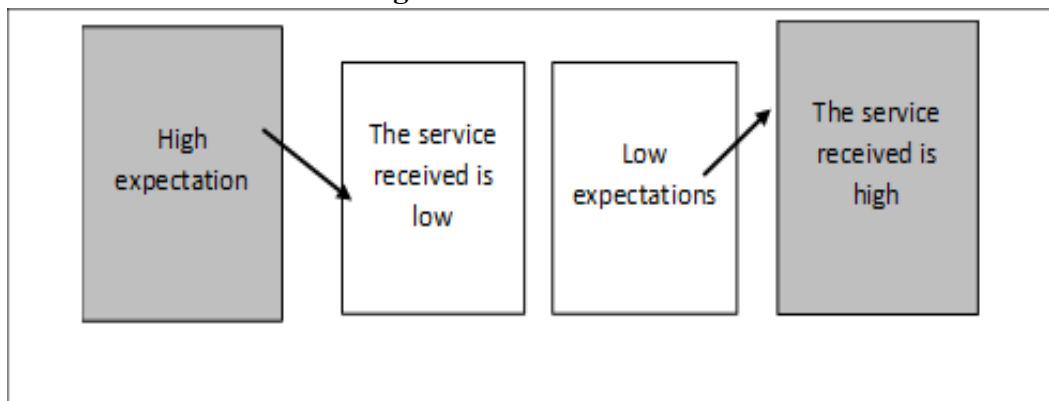 High
expectation
The service
received is
low
Low
expectations
The service
received is
high